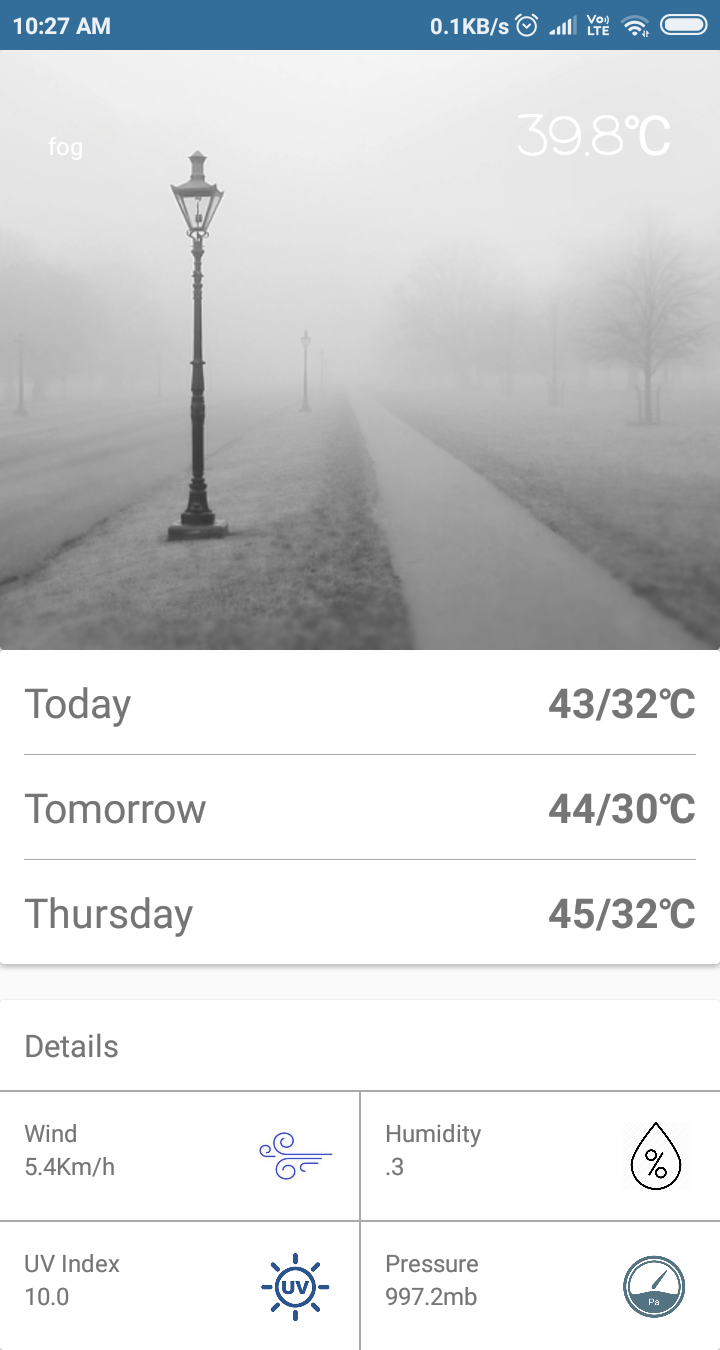 10:27 AM 0.1KB/s Vo)) LTE
fog 39.8°C
Today 43/32°C
Tomorrow 44/30°C
Thursday 45/32°C
Details
Wind
5.4Km/h
Humidity
.3
%
UV Index
10.0
UV
Pressure
997.2mb
Pa